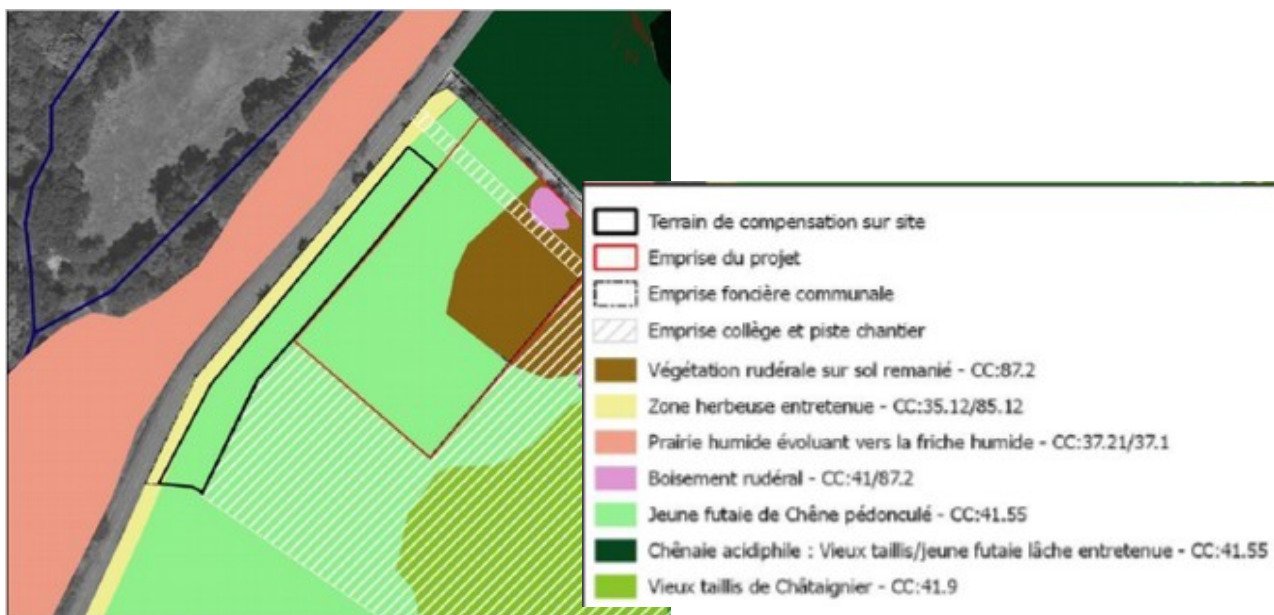 Terrain de compensation sur site
Emprise du projet
Emprise foncière communale
Emprise collège et piste chantier
Végétation rudérale sur sol remanié - CC:87.2
Zone herbeuse entretenue - CC:35.12/85.12
Prairie humide évoluant vers la friche humide - CC:37.21/37.1
Boisement rudéral - CC:41/87.2
Jeune futaie de Chêne pédonculé - CC:41.55
Chênaie acidiphile : Vieux taillis/jeune futaie lâche entretenue - CC:41.55
Vieux taillis de Châtaignier - CC:41.9